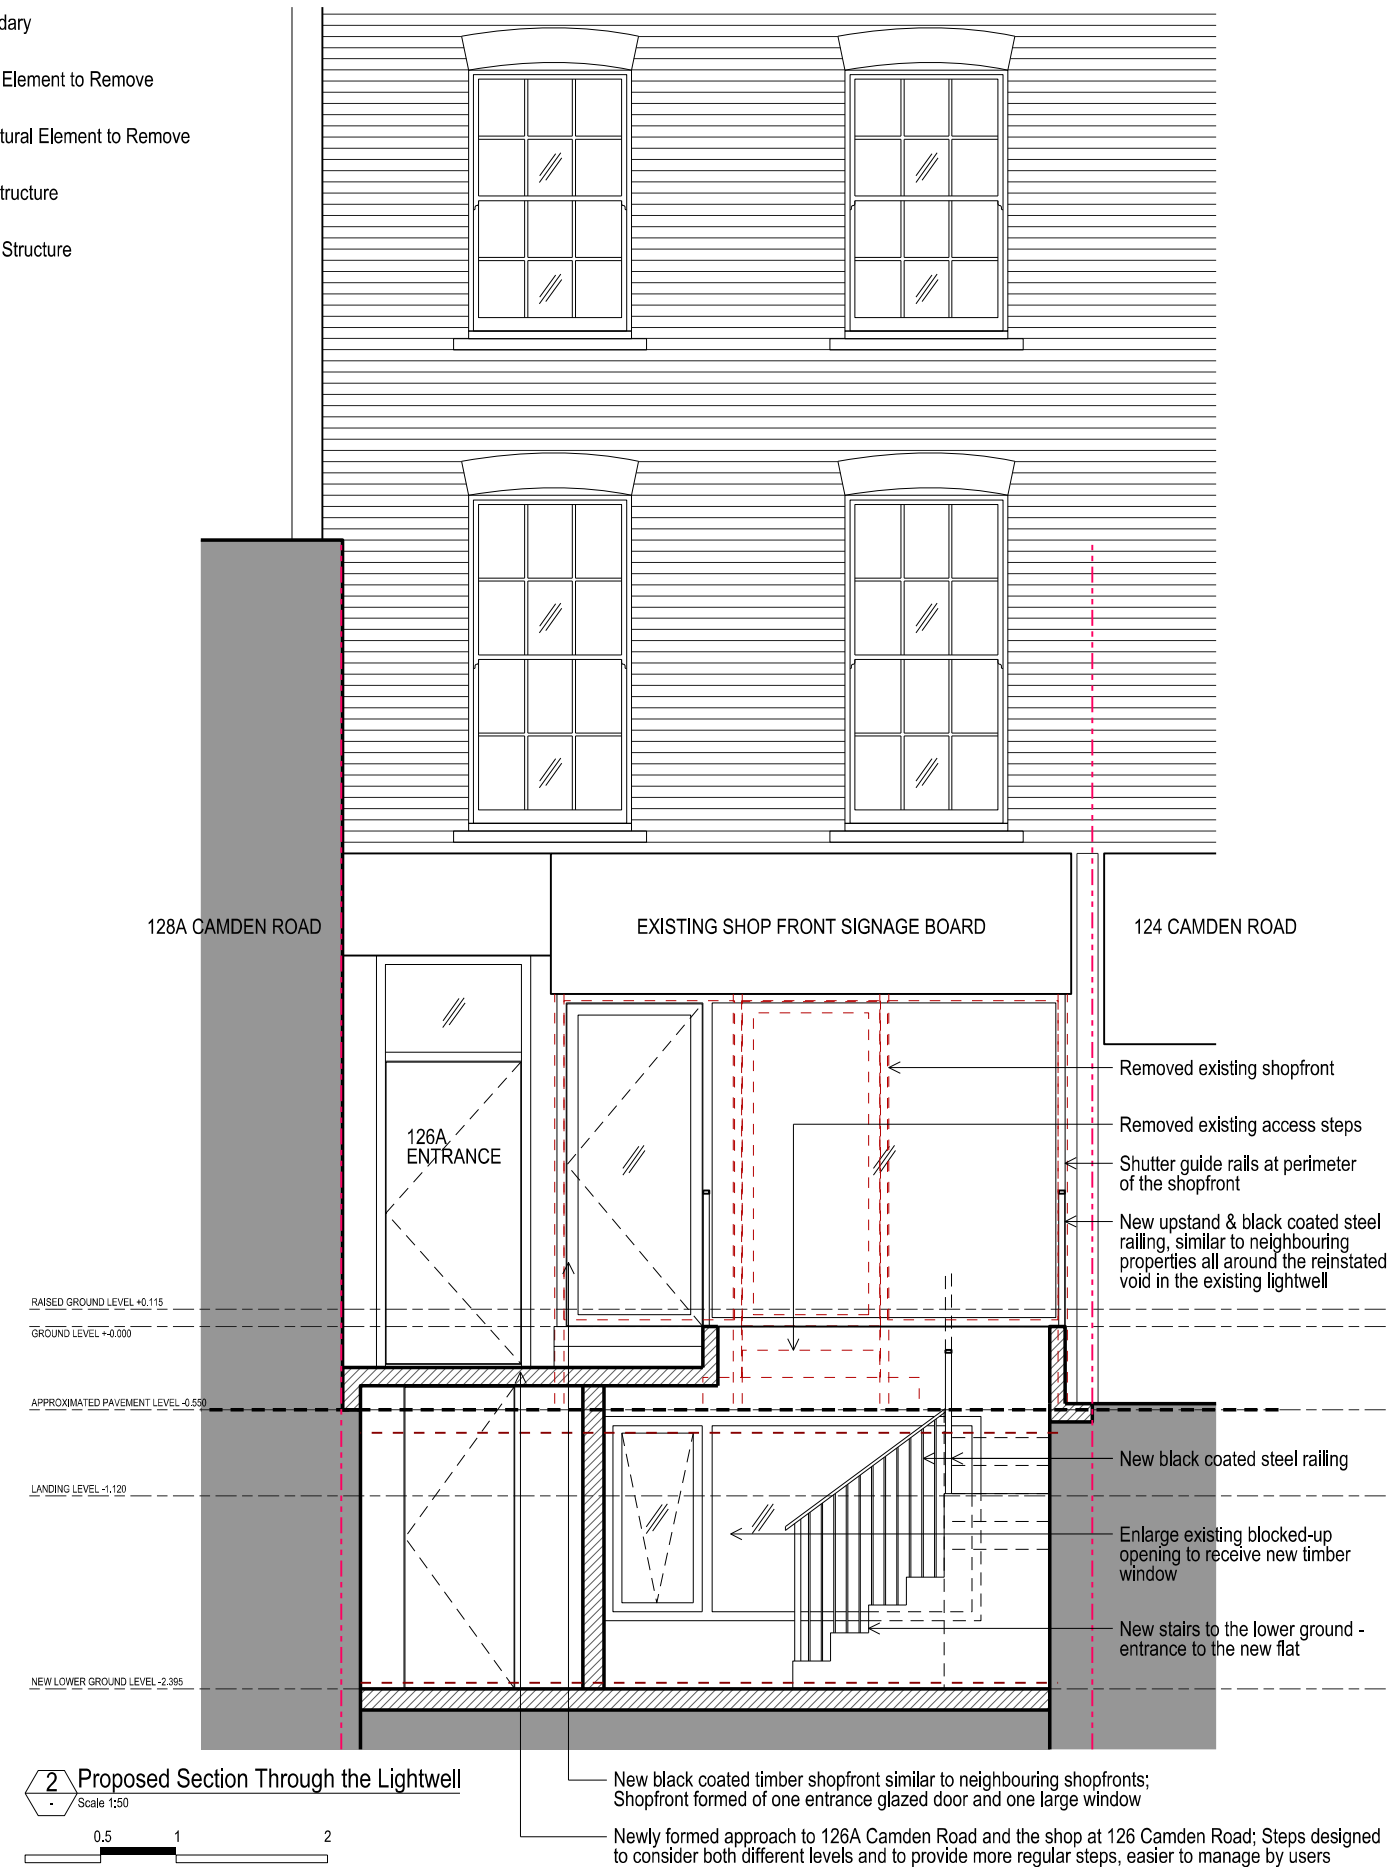 dary
Element to Remove
tural Element to Remove
tructure
Structure
128A CAMDEN ROAD
EXISTING SHOP FRONT SIGNAGE BOARD
124 CAMDEN ROAD
126A
ENTRANCE
Removed existing shopfront
Removed existing access steps
Shutter guide rails at perimeter
of the shopfront
New upstand & black coated steel
railing, similar to neighbouring
properties all around the reinstated
void in the existing lightwell
RAISED GROUND LEVEL +0.115
GROUND LEVEL +-0.000
APPROXIMATED PAVEMENT LEVEL -0.550
New black coated steel railing
LANDING LEVEL -1.120
Enlarge existing blocked-up
opening to receive new timber
window
New stairs to the lower ground -
entrance to the new flat
NEW LOWER GROUND LEVEL -2.395
2
-
Proposed Section Through the Lightwell
Scale 1:50
0.5 1 2
New black coated timber shopfront similar to neighbouring shopfronts;
Shopfront formed of one entrance glazed door and one large window
Newly formed approach to 126A Camden Road and the shop at 126 Camden Road; Steps designed
to consider both different levels and to provide more regular steps, easier to manage by users